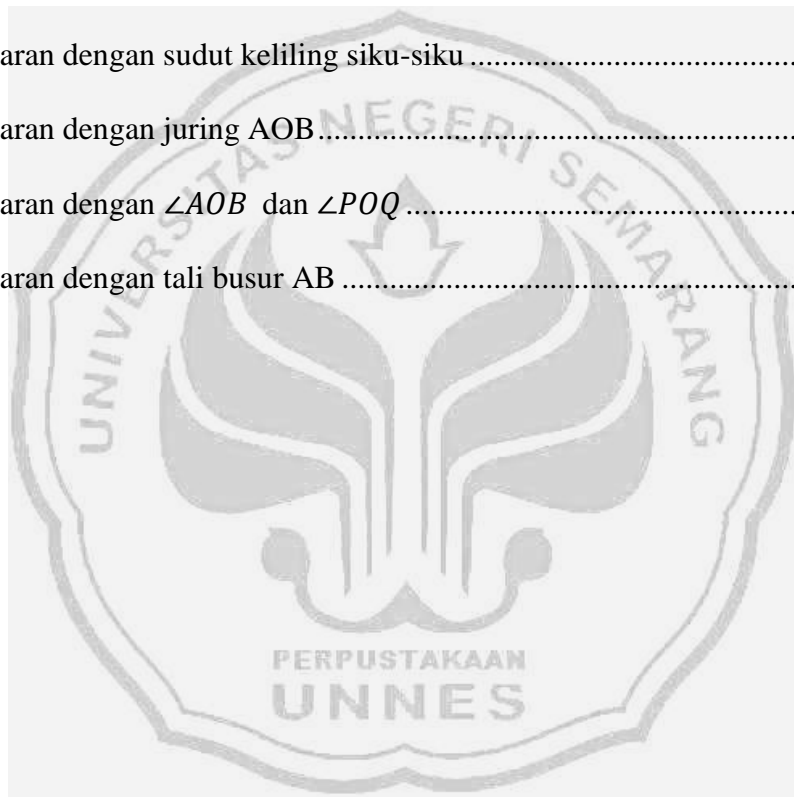 aran dengan sudut keliling siku-siku ..........................................
aran dengan juring AOB ..............................................................
aran dengan ∠AOB dan ∠POQ ..................................................
aran dengan tali busur AB ...........................................................
UNIVERSITAS NEGERI SEMARANG
PERPUSTAKAAN
UNNES